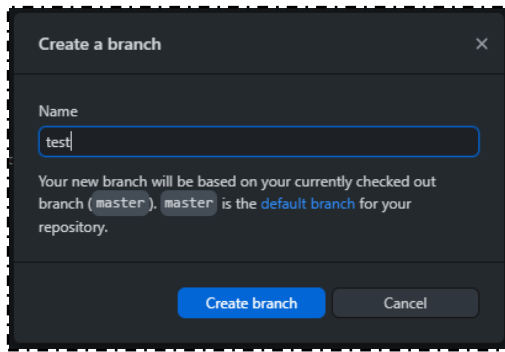 Create a branch
Name
test
Your new branch will be based on your currently checked out
branch ( master ). master is the default branch for your
repository.
Create branch Cancel